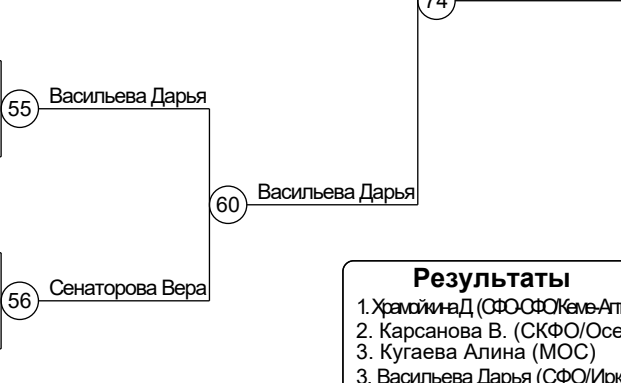 74
Васильева Дарья
55
Васильева Дарья
60
Сенаторова Вера
56
Результаты
1. Храмойкина Д. (СФО-СФО/Кеме-Алт
2. Карсанова В. (СКФО/Осе
3. Кугаева Алина (МОС)
3. Васильева Дарья (СФО/Ирк